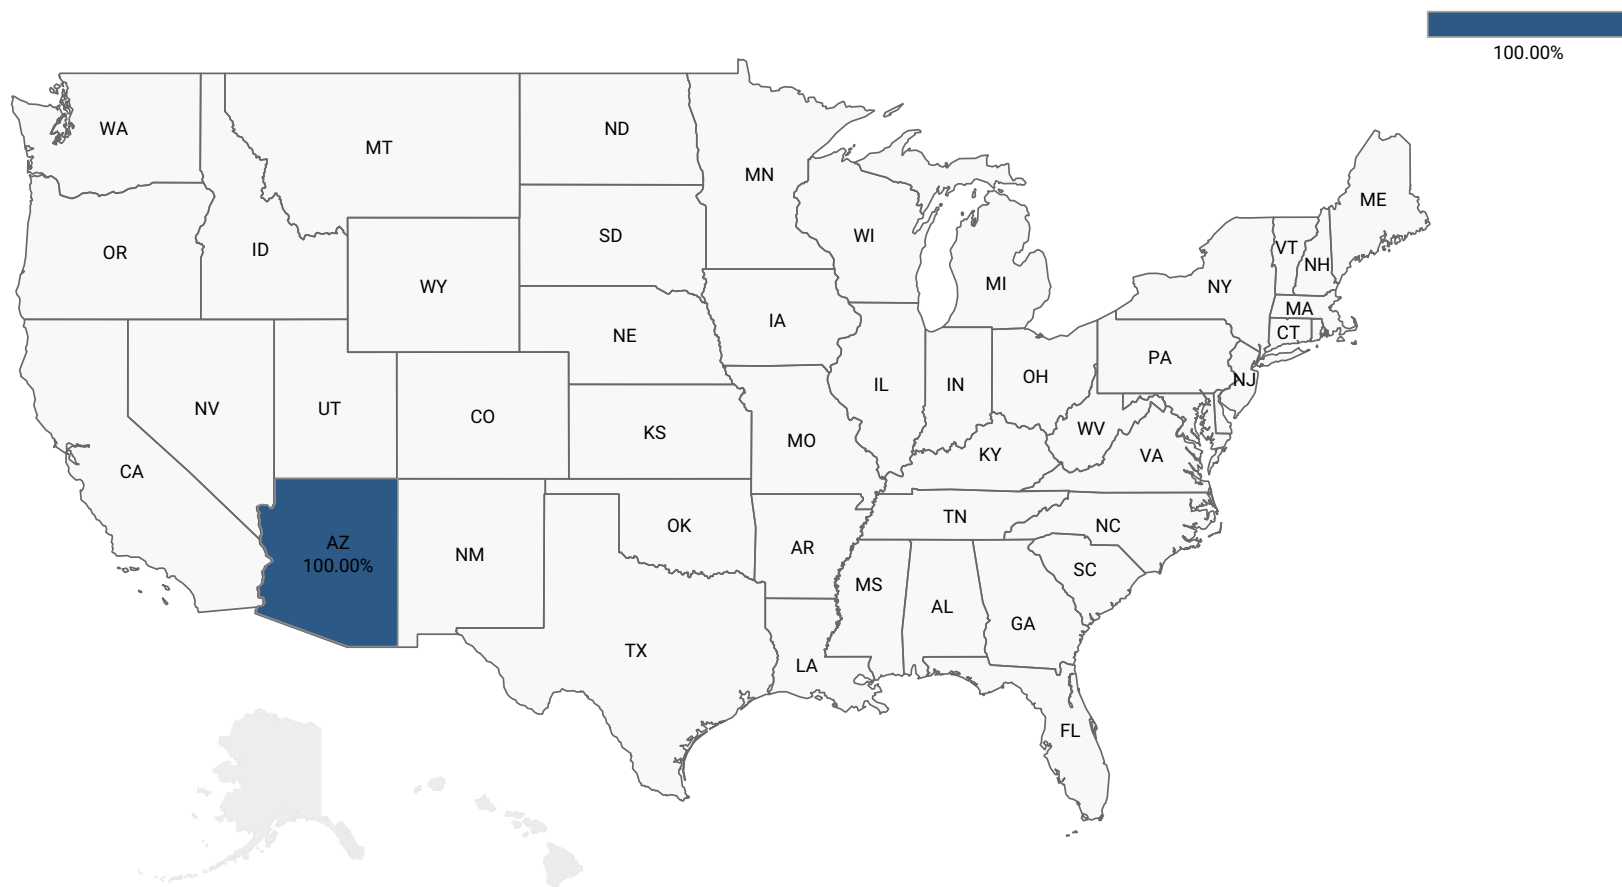 100.00%
WA
MT
ND
MN
ME
OR
ID
SD
WI
VT
NH
WY
MI
NY
MA
IA
CT
NE
PA
NJ
NV
UT
CO
IL
IN
OH
KS
MO
WV
CA
KY
VA
AZ
100.00%
NM
OK
AR
TN
NC
MS
AL
SC
GA
TX
LA
FL